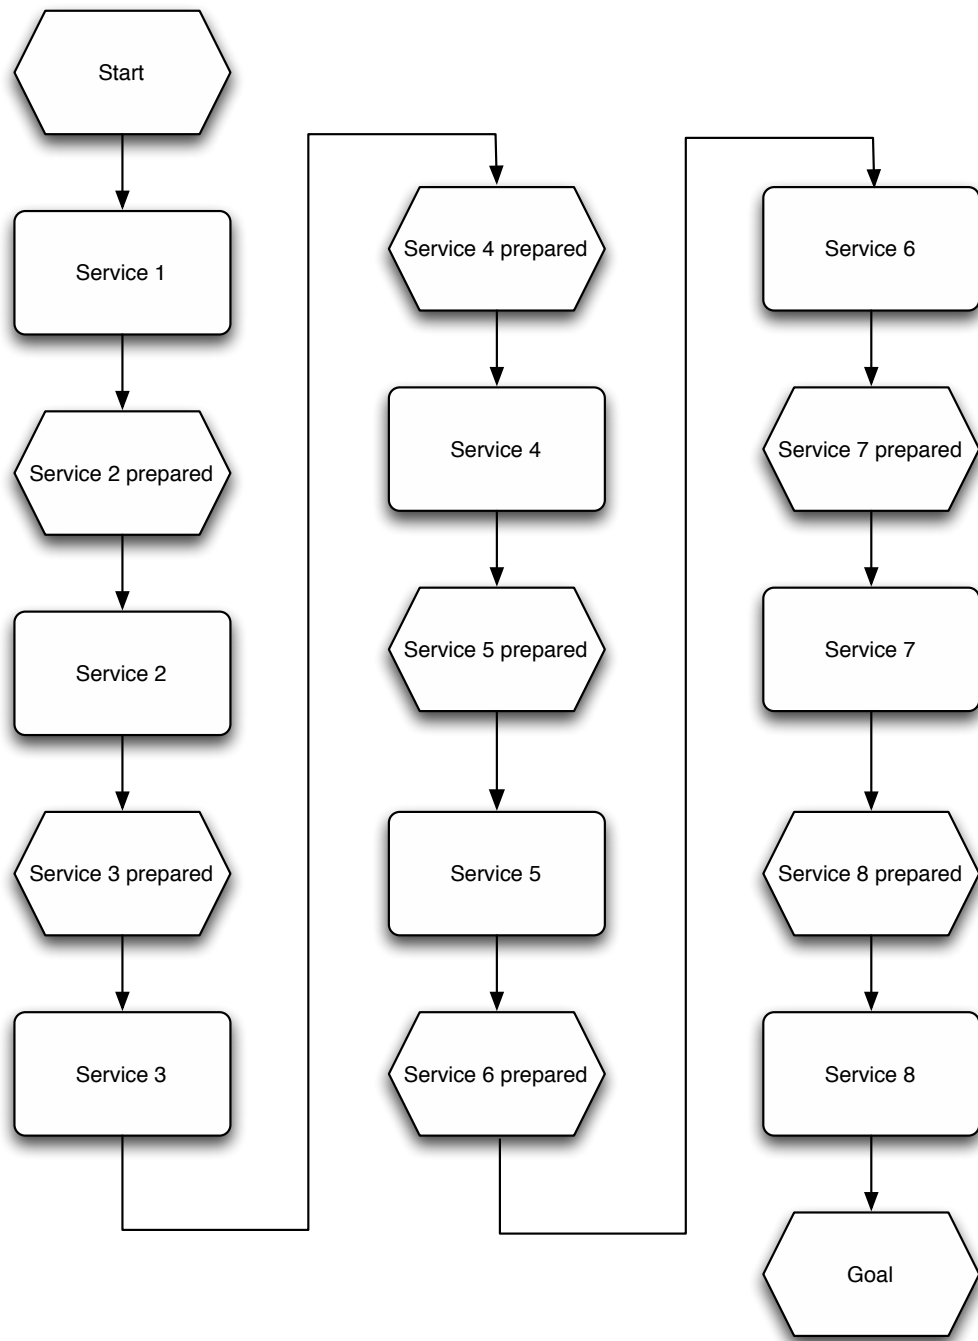 Start
Service 1
Service 2 prepared
Service 2
Service 3 prepared
Service 3
Service 4 prepared
Service 4
Service 5 prepared
Service 5
Service 6 prepared
Service 6
Service 7 prepared
Service 7
Service 8 prepared
Service 8
Goal